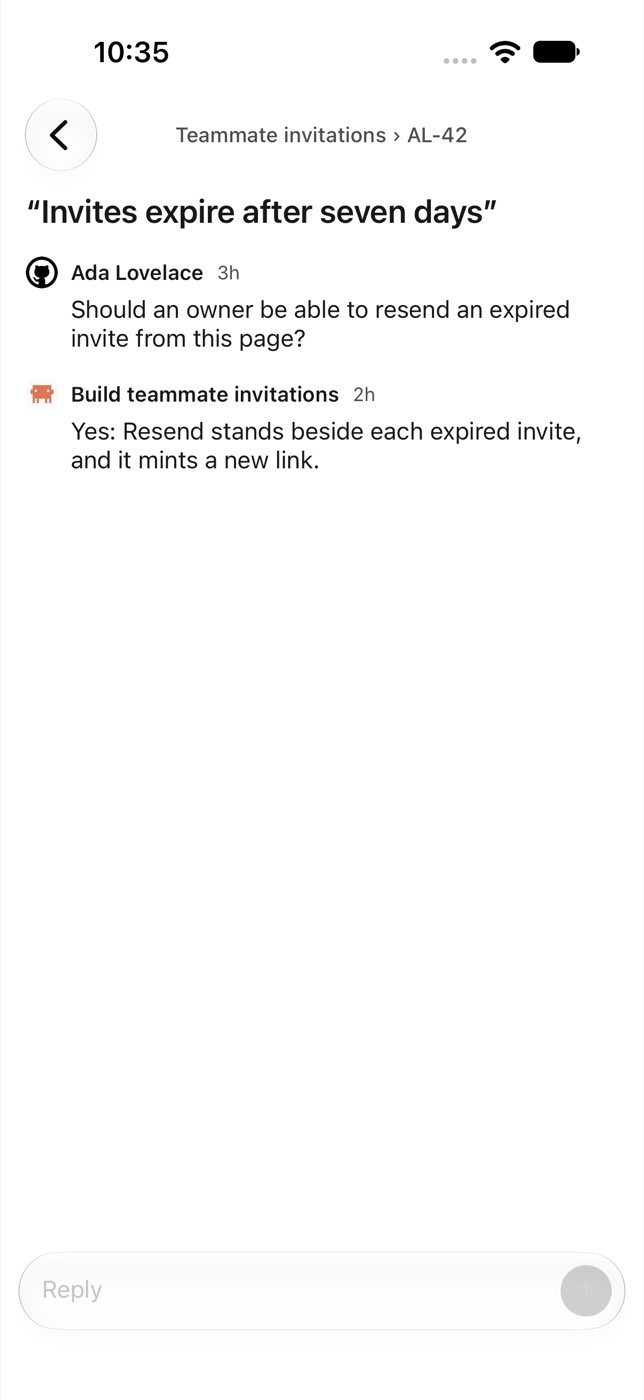 10:35
Teammate invitations › AL-42
“Invites expire after seven days”
Ada Lovelace 3h
Should an owner be able to resend an expired
invite from this page?
Build teammate invitations 2h
Yes: Resend stands beside each expired invite,
and it mints a new link.
Reply